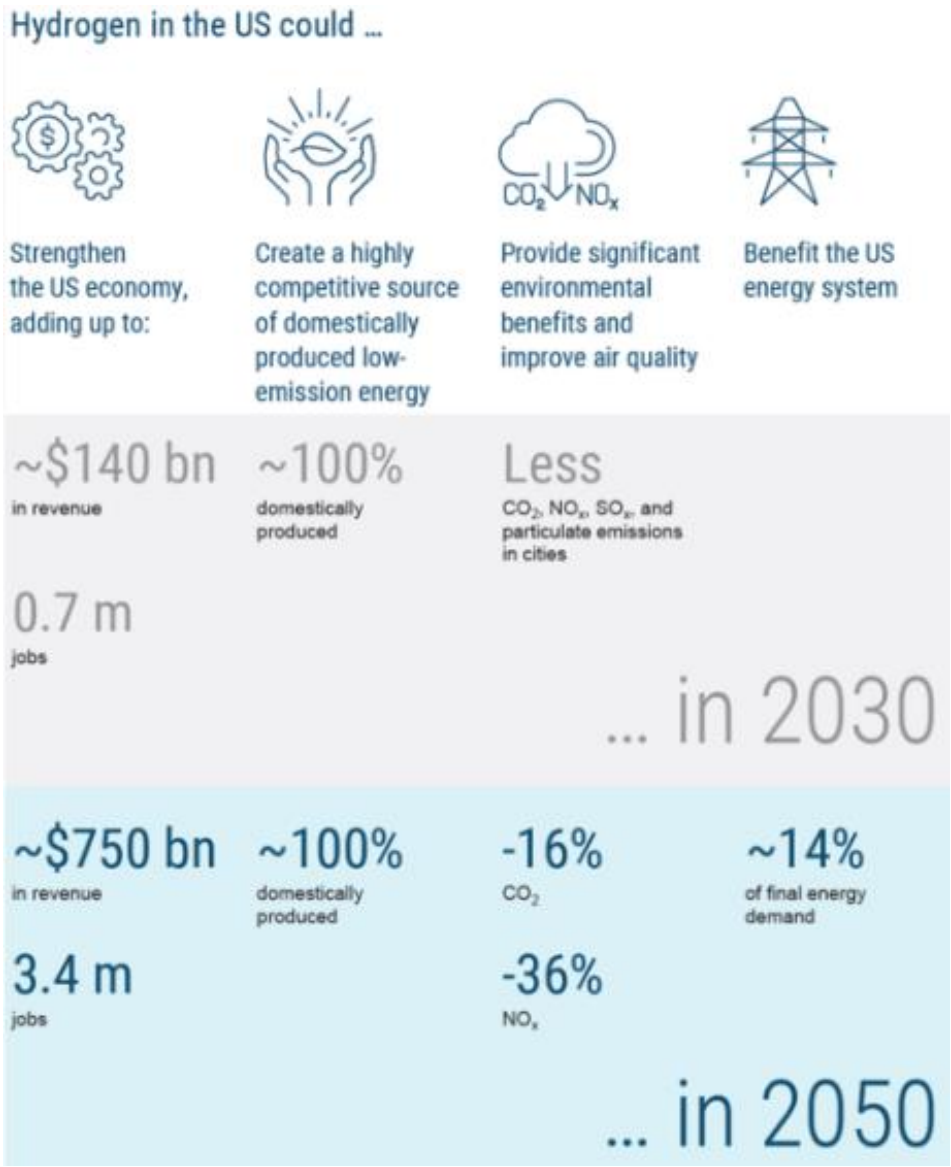 Hydrogen in the US could ...
CO₂ NOₓ
Strengthen
the US economy,
adding up to:
Create a highly
competitive source
of domestically
produced low-
emission energy
Provide significant
environmental
benefits and
improve air quality
Benefit the US
energy system
~$140 bn
in revenue
0.7 m
jobs
~100%
domestically
produced
Less
CO₂, NOₓ, SOₓ, and
particulate emissions
in cities
... in 2030
~$750 bn
in revenue
3.4 m
jobs
~100%
domestically
produced
-16%
CO₂
-36%
NOₓ
~14%
of final energy
demand
... in 2050